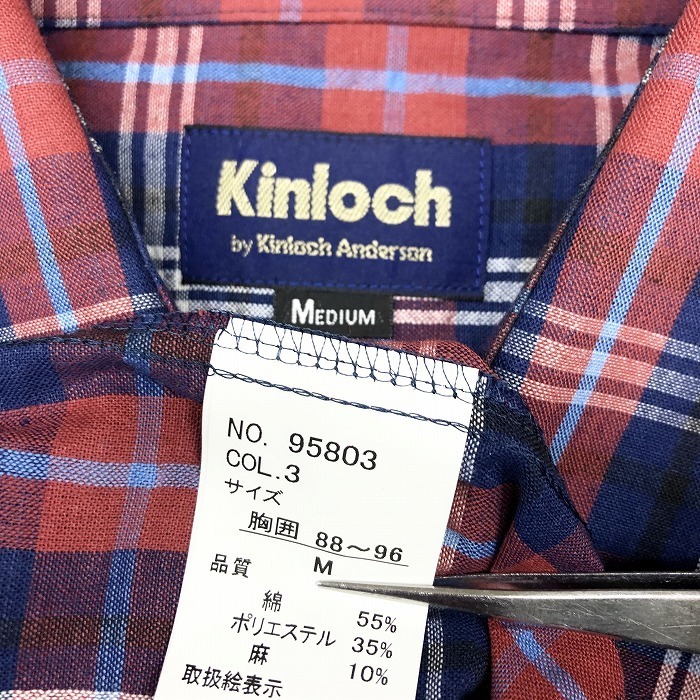 Kinloch
by Kinloch Anderson
MEDIUM
NO. 95803
COL.3
サイズ
胸囲 88～96
品質 M
綿 55%
ポリエステル 35%
麻 10%
取扱絵表示